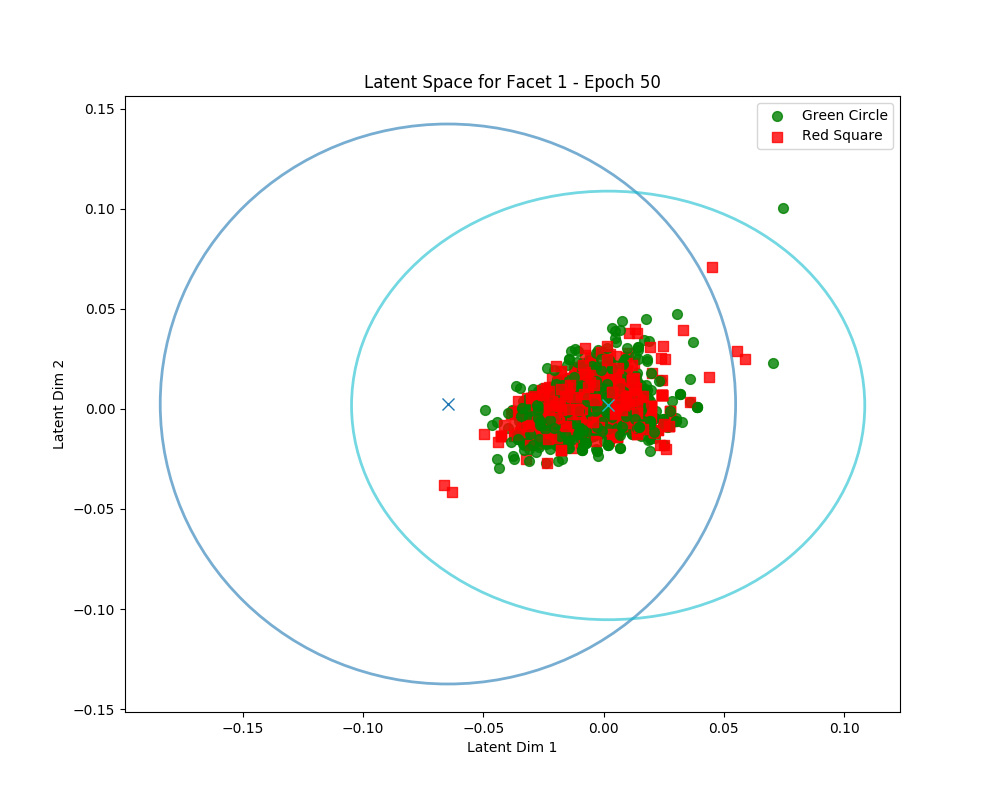 Latent Space for Facet 1 - Epoch 50
Green Circle
Red Square
0.15
0.10
0.05
0.00
−0.05
−0.10
−0.15
Latent Dim 2
−0.15
−0.10
−0.05
0.00
0.05
0.10
Latent Dim 1